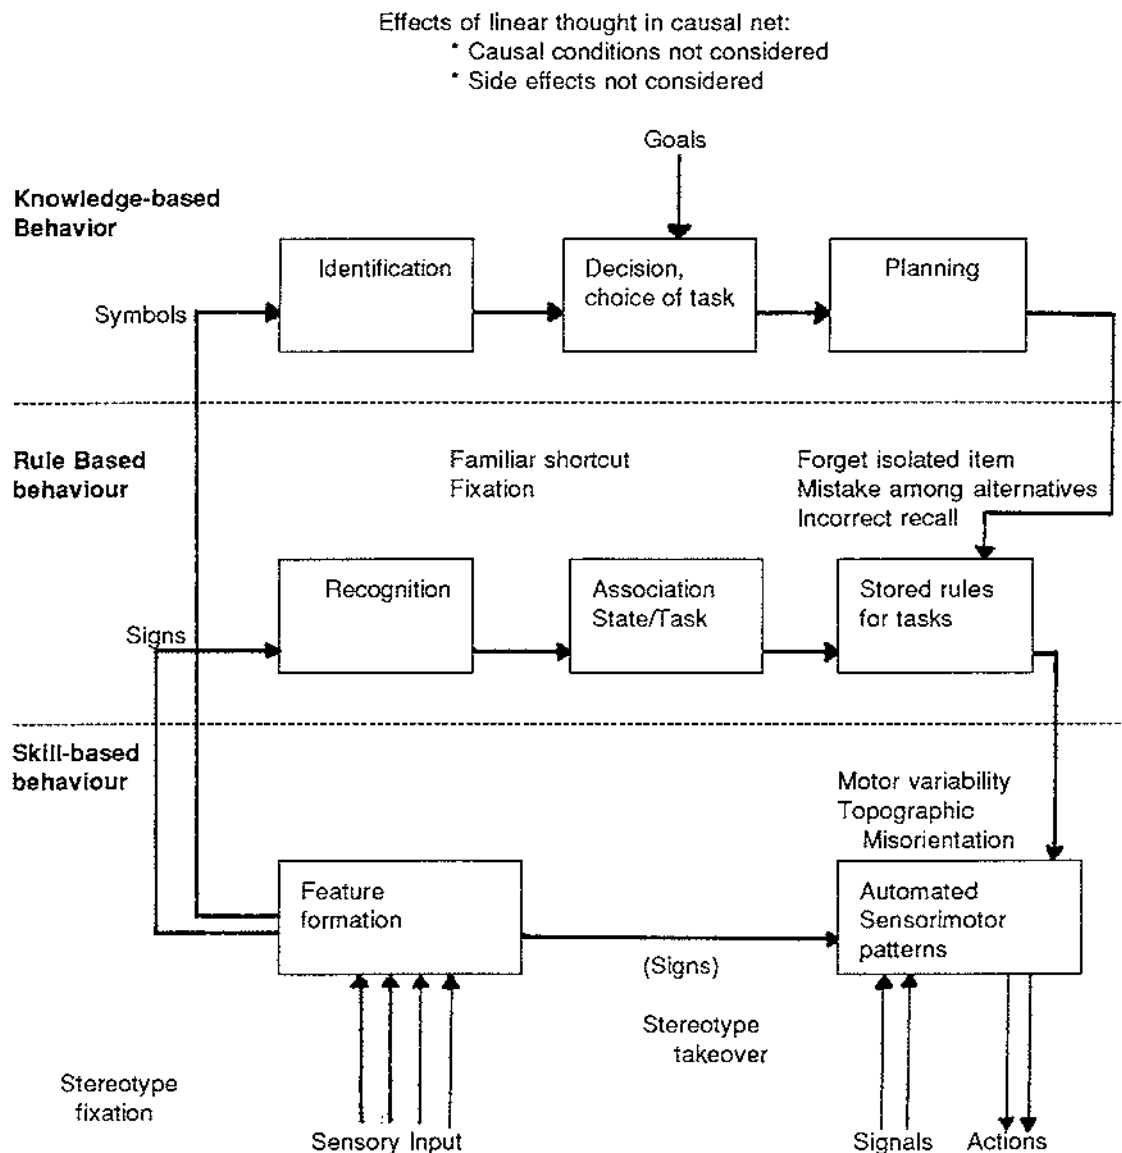 Effects of linear thought in causal net:
* Causal conditions not considered
* Side effects not considered
Goals
Knowledge-based
Behavior
Identification
Decision,
choice of task
Planning
Symbols
Rule Based
behaviour
Familiar shortcut
Fixation
Forget isolated item
Mistake among alternatives
Incorrect recall
Recognition
Association
State/Task
Stored rules
for tasks
Signs
Skill-based
behaviour
Motor variability
Topographic
Misorientation
Feature
formation
Automated
Sensorimotor
patterns
(Signs)
Stereotype
takeover
Stereotype
fixation
Sensory Input
Signals
Actions